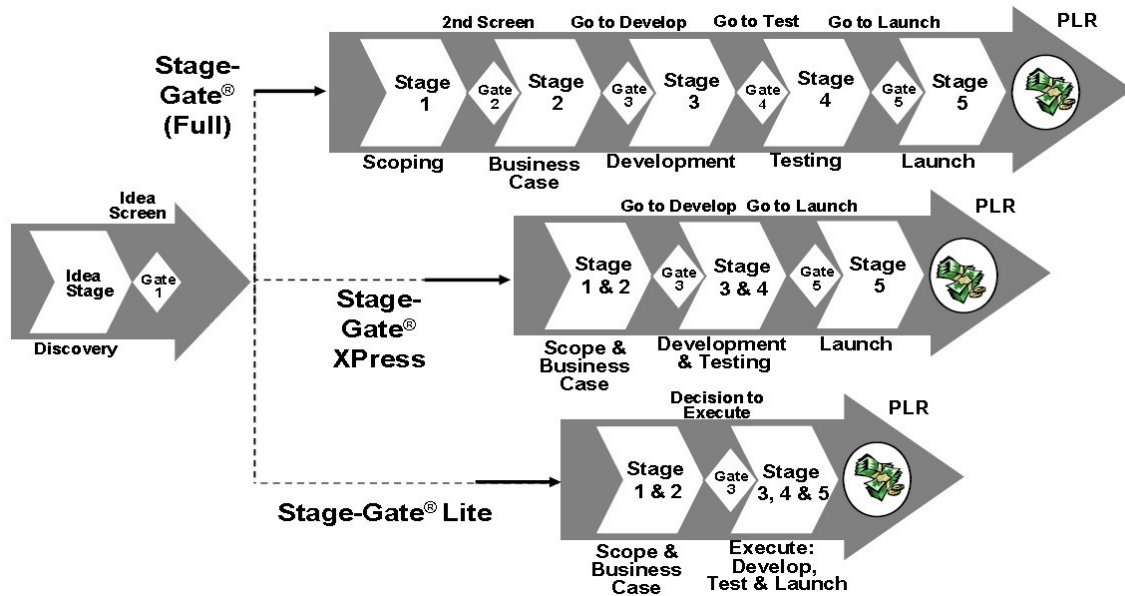 2nd Screen Go to Develop Go to Test Go to Launch PLR
Stage-
Gate®
(Full)
Stage
1
Gate
2
Stage
2
Gate
3
Stage
3
Gate
4
Stage
4
Gate
5
Stage
5
Scoping
Business
Case
Development
Testing
Launch
Idea
Screen
Idea
Stage
Gate
1
Discovery
Go to Develop Go to Launch PLR
Stage-
Gate®
XPress
Stage
1 & 2
Gate
3
Stage
3 & 4
Gate
5
Stage
5
Scope &
Business
Case
Development
& Testing
Launch
Decision to
Execute
PLR
Stage-Gate® Lite
Stage
1 & 2
Gate
3
Stage
3, 4 & 5
Scope &
Business
Case
Execute:
Develop,
Test & Launch